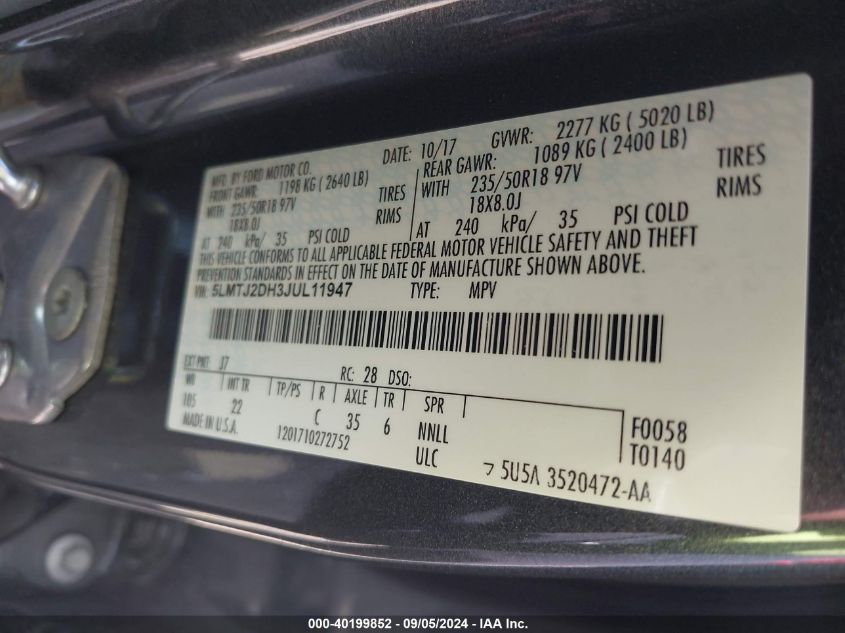 MFD. BY FORD MOTOR CO.
DATE: 10/17 GVWR: 2277 KG ( 5020 LB)
FRONT GAWR: 1198 KG ( 2640 LB) REAR GAWR: 1089 KG ( 2400 LB)
WITH 235/50R18 97V TIRES WITH 235/50R18 97V TIRES
18X8.0J RIMS 18X8.0J RIMS
AT 240 kPa/ 35 PSI COLD AT 240 kPa/ 35 PSI COLD
THIS VEHICLE CONFORMS TO ALL APPLICABLE FEDERAL MOTOR VEHICLE SAFETY AND THEFT
PREVENTION STANDARDS IN EFFECT ON THE DATE OF MANUFACTURE SHOWN ABOVE.
VIN: 5LMTJ2DH3JUL11947 TYPE: MPV
EXT PNT: J7 RC: 28 DSO:
WB INT TR TP/PS R AXLE TR SPR
105 22 C 35 6 NNLL
ULC
F0058
T0140
MADE IN U.S.A. 1201710272752
5U5A 3520472-AA
000-40199852 - 09/05/2024 - IAA Inc.